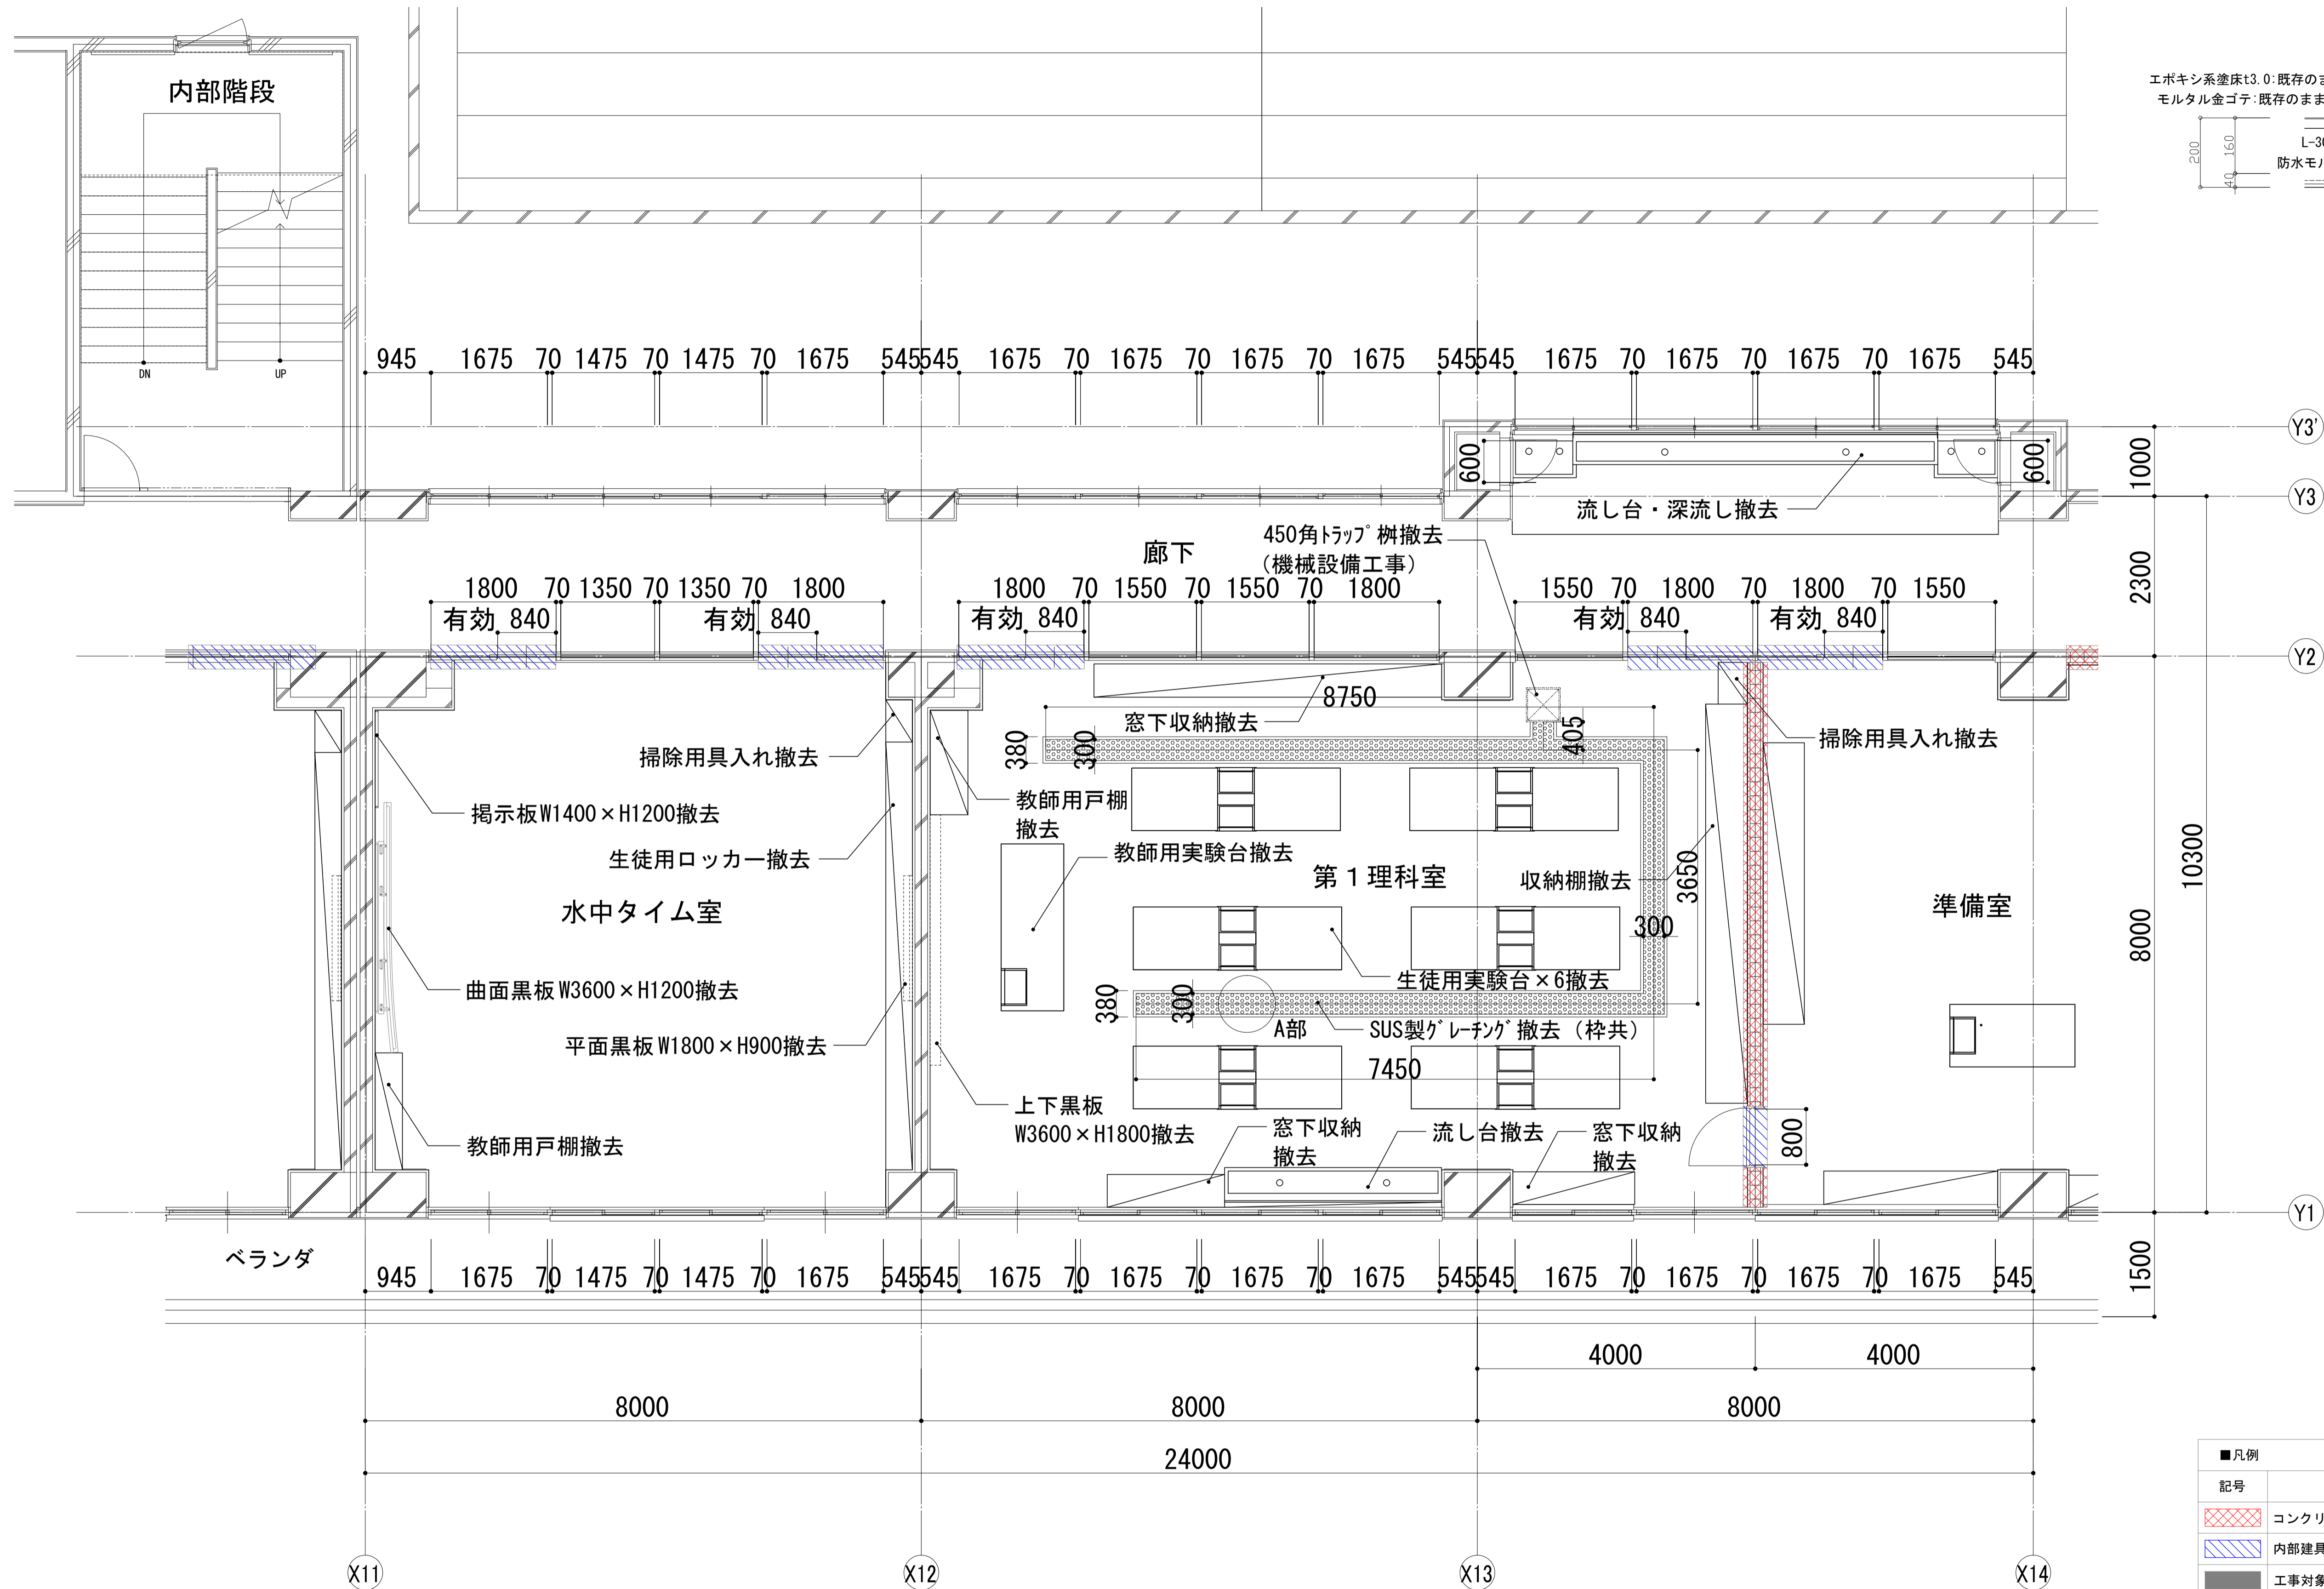 内部階段
DN
UP
エポキシ系塗床t3.0:既存のま
モルタル金ゴテ:既存のまま
200
160
40
L-30
防水モル
945 1675 70 1475 70 1475 70 1675 545 545 1675 70 1675 70 1675 70 1675 545 545 1675 70 1675 70 1675 70 1675 545
Y3'
600
600
1000
流し台・深流し撤去
Y3
450角トラップ桝撤去
(機械設備工事)
廊下
2300
1800 70 1350 70 1350 70 1800 1800 70 1550 70 1550 70 1800 1550 70 1800 70 1800 70 1550
有効 840 有効 840 有効 840 有効 840 有効 840
Y2
8750
窓下収納撤去
380
300
405
掃除用具入れ撤去
掃除用具入れ撤去
掲示板W1400×H1200撤去
教師用戸棚
撤去
生徒用ロッカー撤去
教師用実験台撤去
第1理科室
収納棚撤去
3650
10300
水中タイム室
準備室
300
8000
曲面黒板W3600×H1200撤去
生徒用実験台×6撤去
380
300
A部
SUS製グレーチング撤去(枠共)
平面黒板W1800×H900撤去
7450
上下黒板
W3600×H1800撤去
教師用戸棚撤去
窓下収納
撤去
流し台撤去
窓下収納
撤去
800
Y1
ベランダ
1500
945 1675 70 1475 70 1475 70 1675 545 545 1675 70 1675 70 1675 70 1675 545 545 1675 70 1675 70 1675 70 1675 545
4000 4000
8000 8000 8000
24000
■凡例
記号
コンクリ
内部建具
工事対象
X11 X12 X13 X14